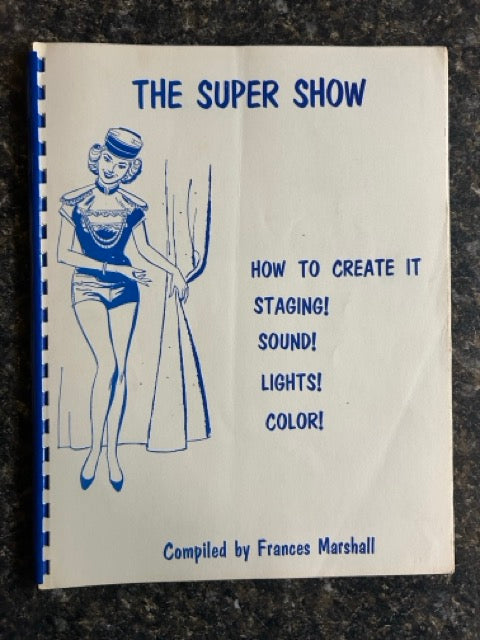 THE SUPER SHOW
HOW TO CREATE IT
STAGING!
SOUND!
LIGHTS!
COLOR!
Compiled by Frances Marshall